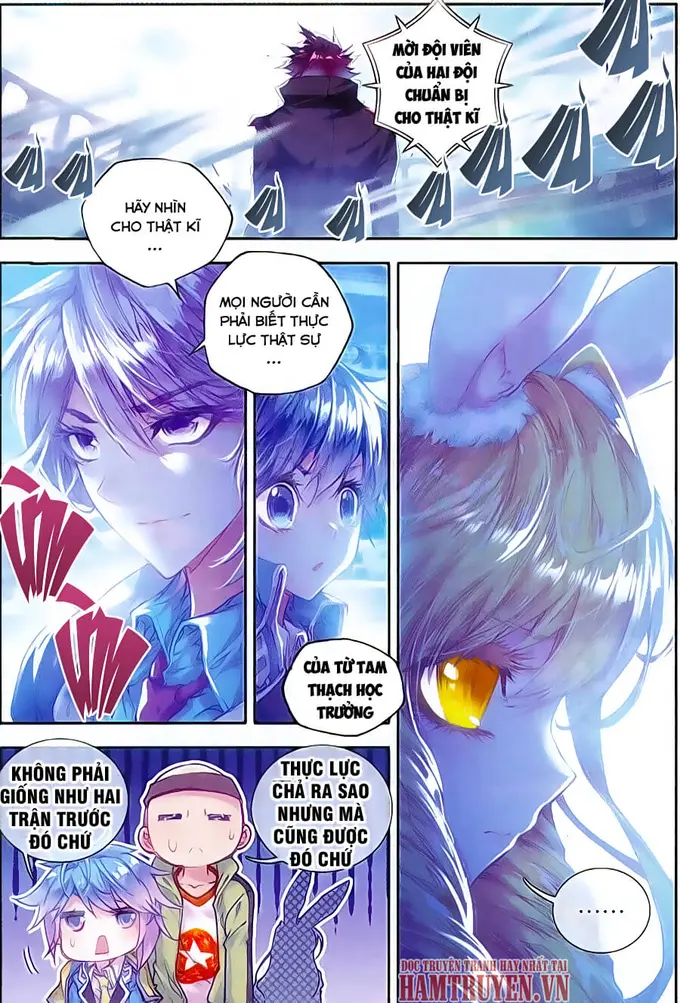 MỜI ĐỘI VIÊN
CỦA HAI ĐỘI
CHUẨN BỊ
CHO THẬT KĨ
HÃY NHÌN
CHO THẬT KĨ
...
MỌI NGƯỜI CẦN
PHẢI BIẾT THỰC
LỰC THẬT SỰ
...
CỦA TỪ TAM
THẠCH HỌC
TRƯỞNG
KHÔNG PHẢI
GIỐNG NHƯ HAI
TRẬN TRƯỚC
ĐÓ CHỨ
THỰC LỰC
CHẢ RA SAO
NHƯNG MÀ
CŨNG ĐƯỢC
ĐÓ CHỨ
......
ĐỌC TRUYỆN TRANH HAY NHẤT TẠI
HAMTRUYEN.VN